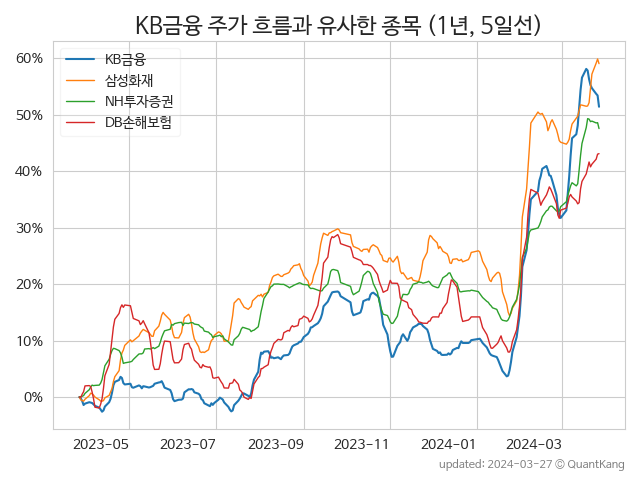 KB금융 주가 흐름과 유사한 종목 (1년, 5일선)
60%
50%
40%
30%
20%
10%
0%
KB금융
삼성화재
NH투자증권
DB손해보험
2023-05
2023-07
2023-09
2023-11
2024-01
2024-03
updated: 2024-03-27 © QuantKang